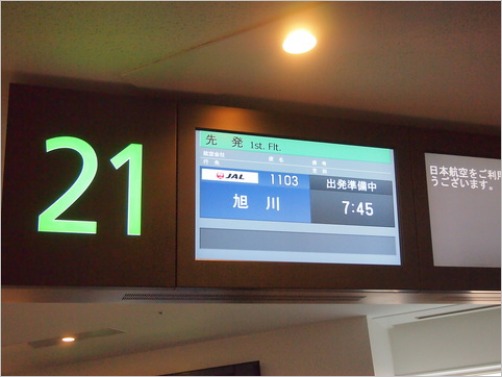 21
先発 1st. Flt.
JAL 1103 出発準備中
旭川 7:45
日本航空をご利用
うございます。